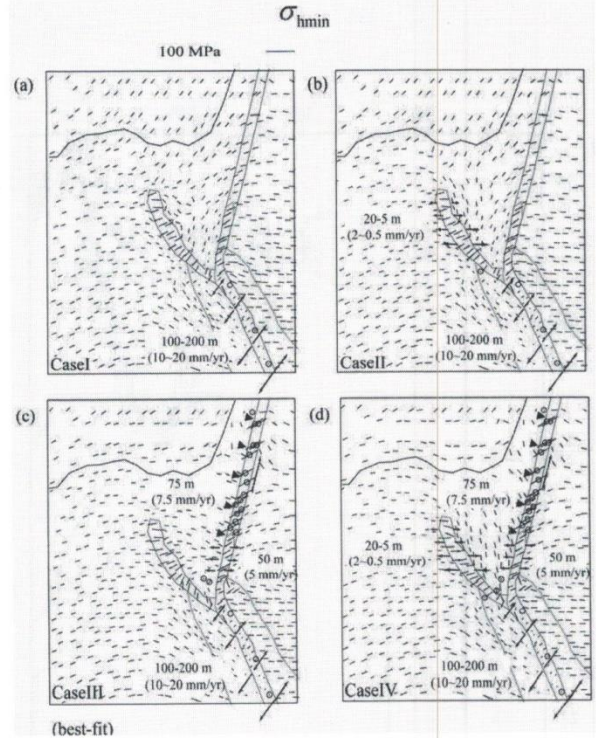 σhmin
100 MPa
(a)
(b)
20-5 m
(2~0.5 mm/yr)
100-200 m
(10~20 mm/yr)
CaseI
100-200 m
(10~20 mm/yr)
CaseII
(c)
(d)
75 m
(7.5 mm/yr)
50 m
(5 mm/yr)
100-200 m
(10~20 mm/yr)
CaseIII
75 m
(7.5 mm/yr)
20-5 m
(2~0.5 mm/yr)
50 m
(5 mm/yr)
100-200 m
(10~20 mm/yr)
CaseIV
(best-fit)